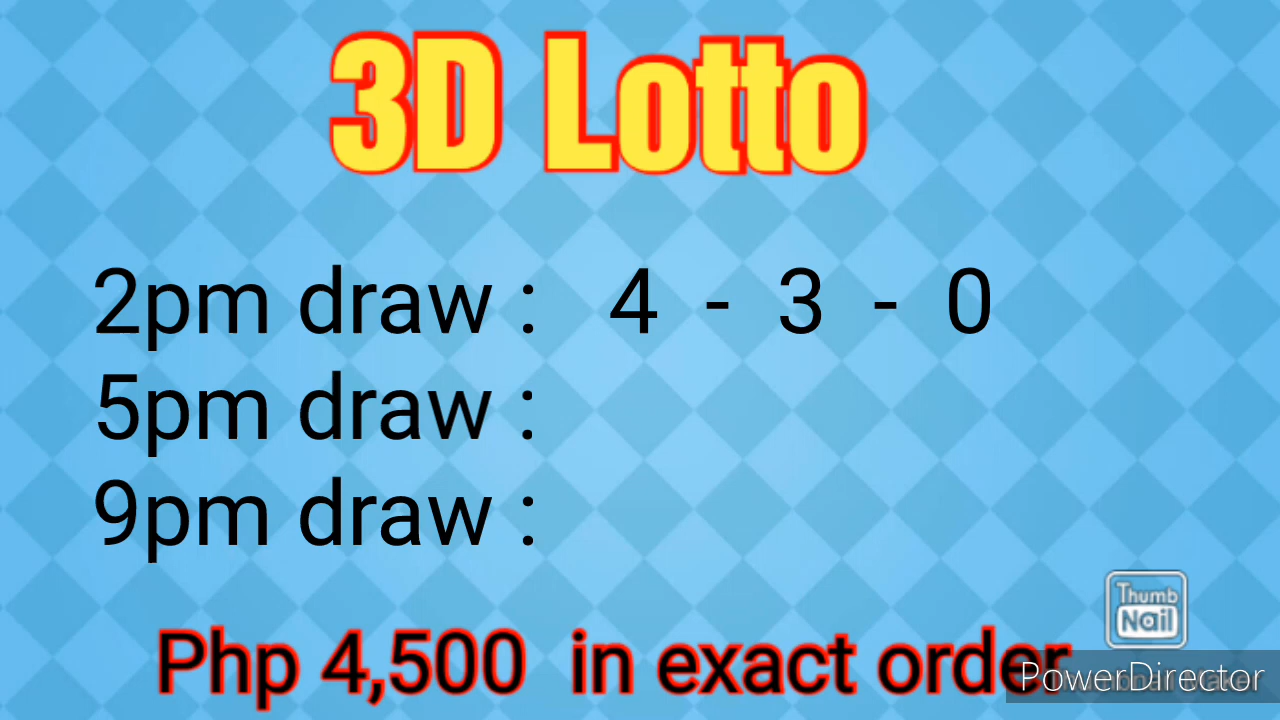 3D Lotto
2pm draw : 4 - 3 - 0
5pm draw :
9pm draw :
Thumb
Nail
Php 4,500 in exact order
PowerDirector